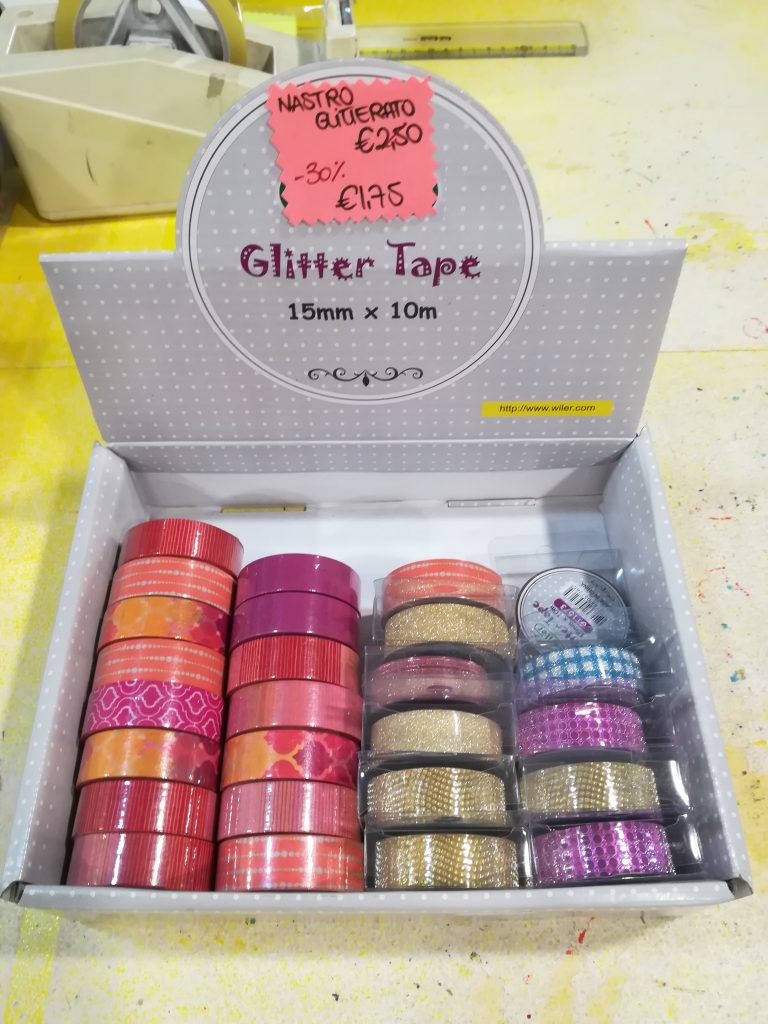 NASTRO
GLITTERATO
€2,50
-30%
€1,75
Glitter Tape
15mm x 10m
http://www.wiler.com